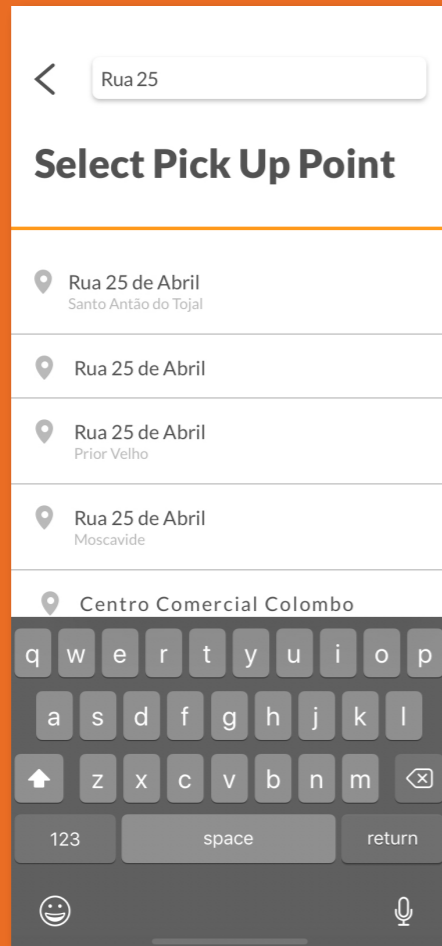 Rua 25
Select Pick Up Point
Rua 25 de Abril
Santo Antão do Tojal
Rua 25 de Abril
Rua 25 de Abril
Prior Velho
Rua 25 de Abril
Moscavide
Centro Comercial Colombo
q w e r t y u i o p
a s d f g h j k l
z x c v b n m
123 space return